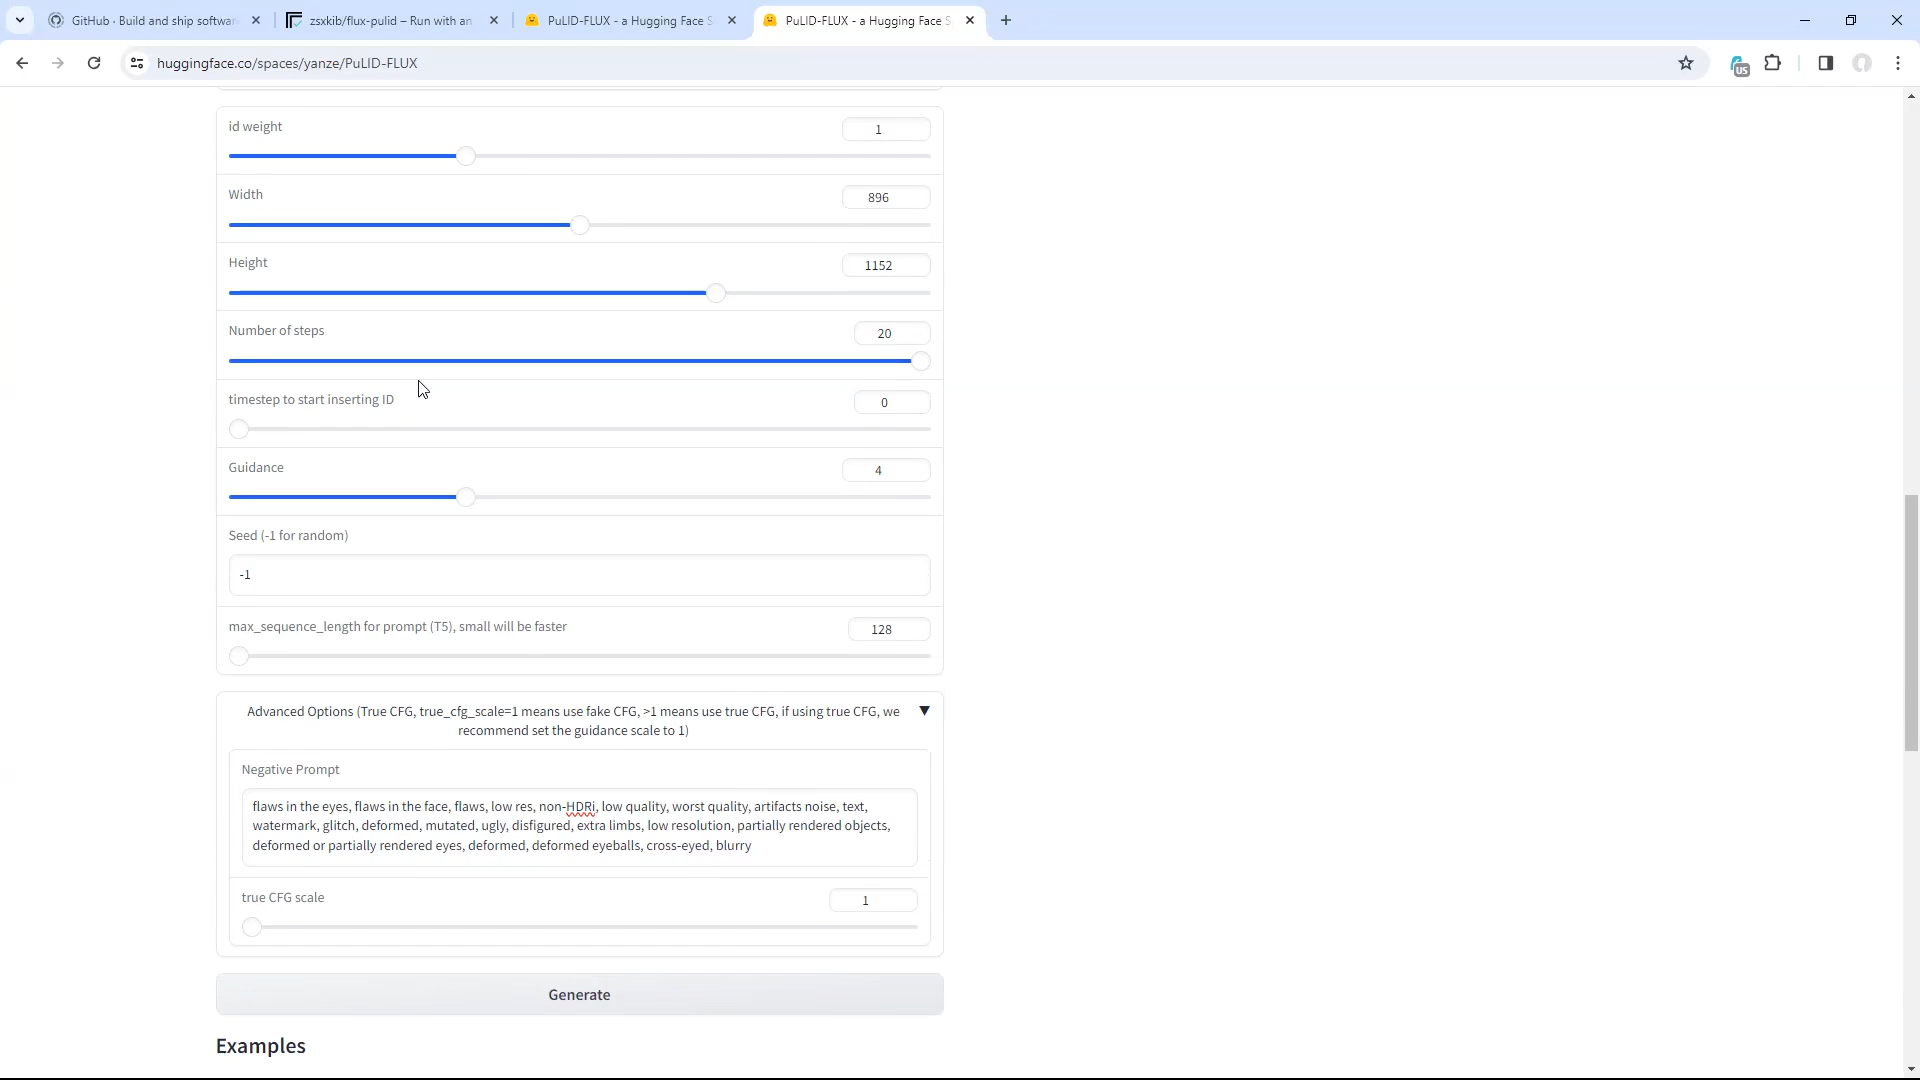 GitHub · Build and ship softwar
zsxkib/flux-pulid – Run with an
PuLID-FLUX - a Hugging Face S
PuLID-FLUX - a Hugging Face S
huggingface.co/spaces/yanze/PuLID-FLUX
US
id weight
1
Width
896
Height
1152
Number of steps
20
timestep to start inserting ID
0
Guidance
4
Seed (-1 for random)
-1
max_sequence_length for prompt (T5), small will be faster
128
Advanced Options (True CFG, true_cfg_scale=1 means use fake CFG, >1 means use true CFG, if using true CFG, we
recommend set the guidance scale to 1)
Negative Prompt
flaws in the eyes, flaws in the face, flaws, low res, non-HDRi, low quality, worst quality, artifacts noise, text,
watermark, glitch, deformed, mutated, ugly, disfigured, extra limbs, low resolution, partially rendered objects,
deformed or partially rendered eyes, deformed, deformed eyeballs, cross-eyed, blurry
true CFG scale
1
Generate
Examples